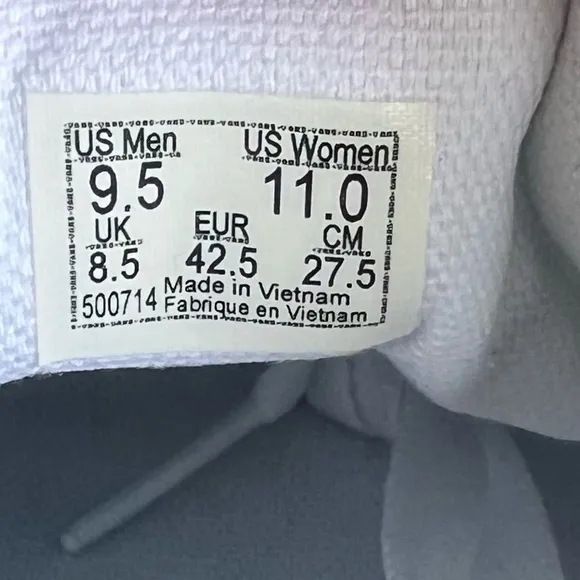 US Men US Women
9.5 11.0
UK EUR CM
8.5 42.5 27.5
Made in Vietnam
500714 Fabrique en Vietnam